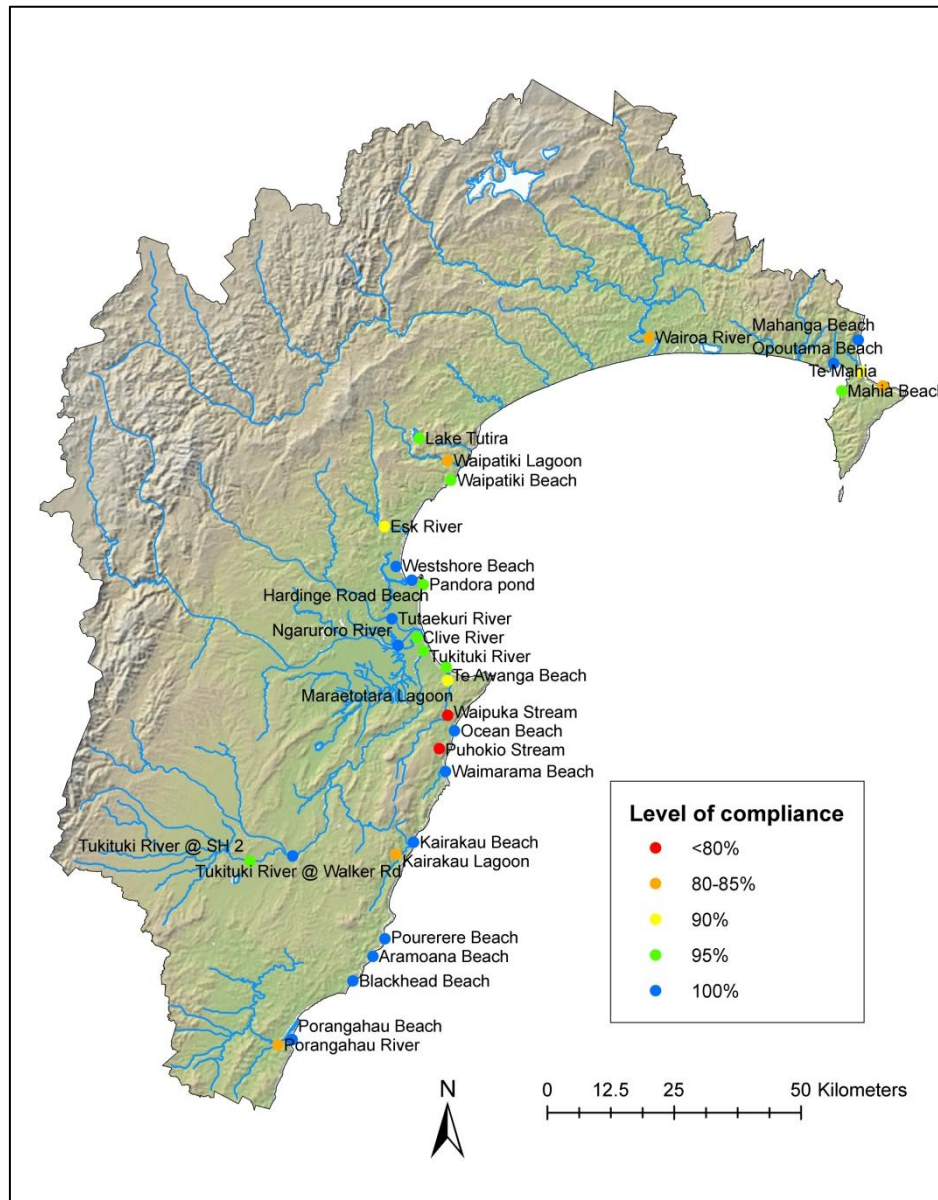 Wairoa River
Mahanga Beach
Opoutama Beach
Te Mahia
Mahia Beach
Lake Tutira
Waipatiki Lagoon
Waipatiki Beach
Esk River
Westshore Beach
Pandora pond
Hardinge Road Beach
Tutaekuri River
Ngaruroro River
Clive River
Tukituki River
Te Awanga Beach
Maraetotara Lagoon
Waipuka Stream
Ocean Beach
Puhokio Stream
Waimarama Beach
Kairakau Beach
Tukituki River @ SH 2
Kairakau Lagoon
Tukituki River @ Walker Rd
Pourerere Beach
Aramoana Beach
Blackhead Beach
Porangahau Beach
Porangahau River
Level of compliance
<80%
80-85%
90%
95%
100%
N
0 12.5 25 50 Kilometers